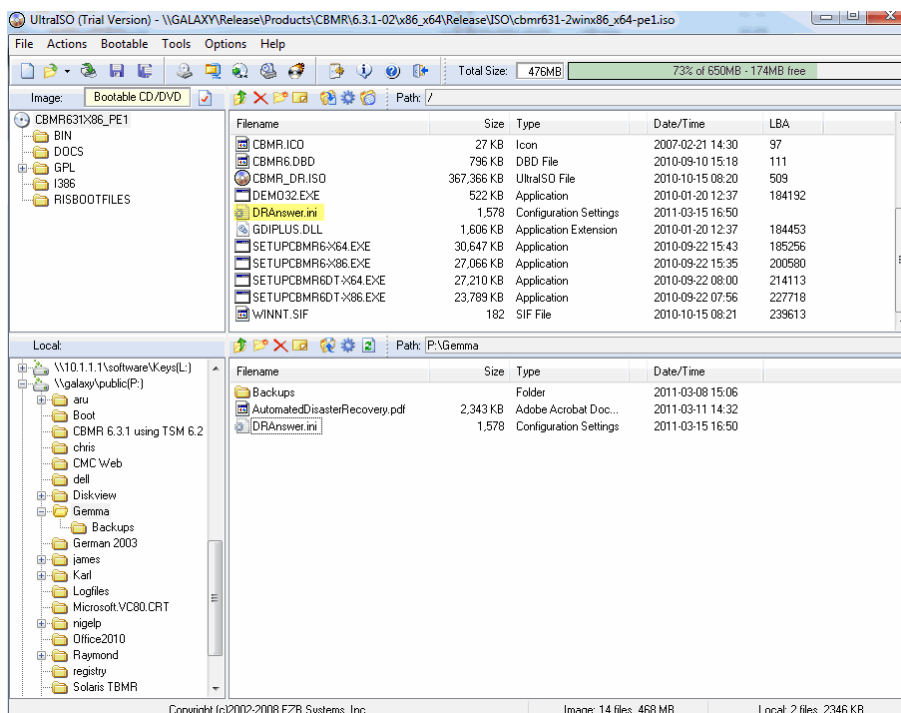 UltraISO (Trial Version) - \\GALAXY\Release\Products\CBMR\6.3.1-02\x86_x64\Release\ISO\cbmr631-2winx86_x64-pe1.iso
File Actions Bootable Tools Options Help
Total Size: 476MB 73% of 650MB - 174MB free
Image: Bootable CD/DVD Path: /
CBMR631X86_PE1
BIN
DOCS
GPL
I386
RISBOOTFILES
Filename Size Type Date/Time LBA
CBMR.ICO 27 KB Icon 2007-02-21 14:30 97
CBMR6.DBD 796 KB DBD File 2010-09-10 15:18 111
CBMR_DR.ISO 367,366 KB UltraISO File 2010-10-15 08:20 509
DEMO32.EXE 522 KB Application 2010-01-20 12:37 184192
DRAnswer.ini 1,578 Configuration Settings 2011-03-15 16:50
GDIPLUS.DLL 1,606 KB Application Extension 2010-01-20 12:37 184453
SETUPCBMR6-X64.EXE 30,647 KB Application 2010-09-22 15:43 185256
SETUPCBMR6-X86.EXE 27,066 KB Application 2010-09-22 15:35 200580
SETUPCBMR6DT-X64.EXE 27,210 KB Application 2010-09-22 08:00 214113
SETUPCBMR6DT-X86.EXE 23,789 KB Application 2010-09-22 07:56 227718
WINNT.SIF 182 SIF File 2010-10-15 08:21 239613
Local: Path: P:\Gemma
\\10.1.1.1\software\Keys(L:)
\\galaxy\public(P:)
aru
Boot
CBMR 6.3.1 using TSM 6.2
chris
CMC Web
dell
Diskview
Gemma
Backups
German 2003
james
Karl
Logfiles
Microsoft.VC80.CRT
nigelp
Office2010
Raymond
registry
Solaris TBMR
Filename Size Type Date/Time
Backups Folder 2011-03-08 15:06
AutomatedDisasterRecovery.pdf 2,343 KB Adobe Acrobat Doc... 2011-03-11 14:32
DRAnswer.ini 1,578 Configuration Settings 2011-03-15 16:50
Copyright (c)2002-2008 EZB Systems, Inc. Image: 14 files, 468 MB Local: 2 files, 2346 KB